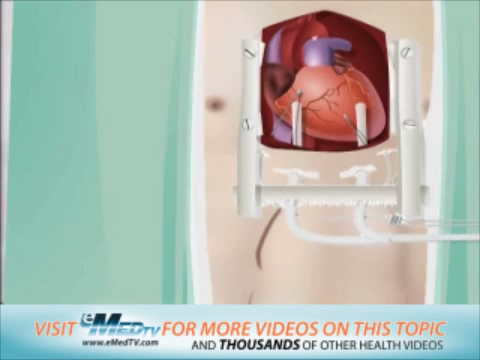 VISIT eMEDTV FOR MORE VIDEOS ON THIS TOPIC
www.eMedTV.com AND THOUSANDS OF OTHER HEALTH VIDEOS